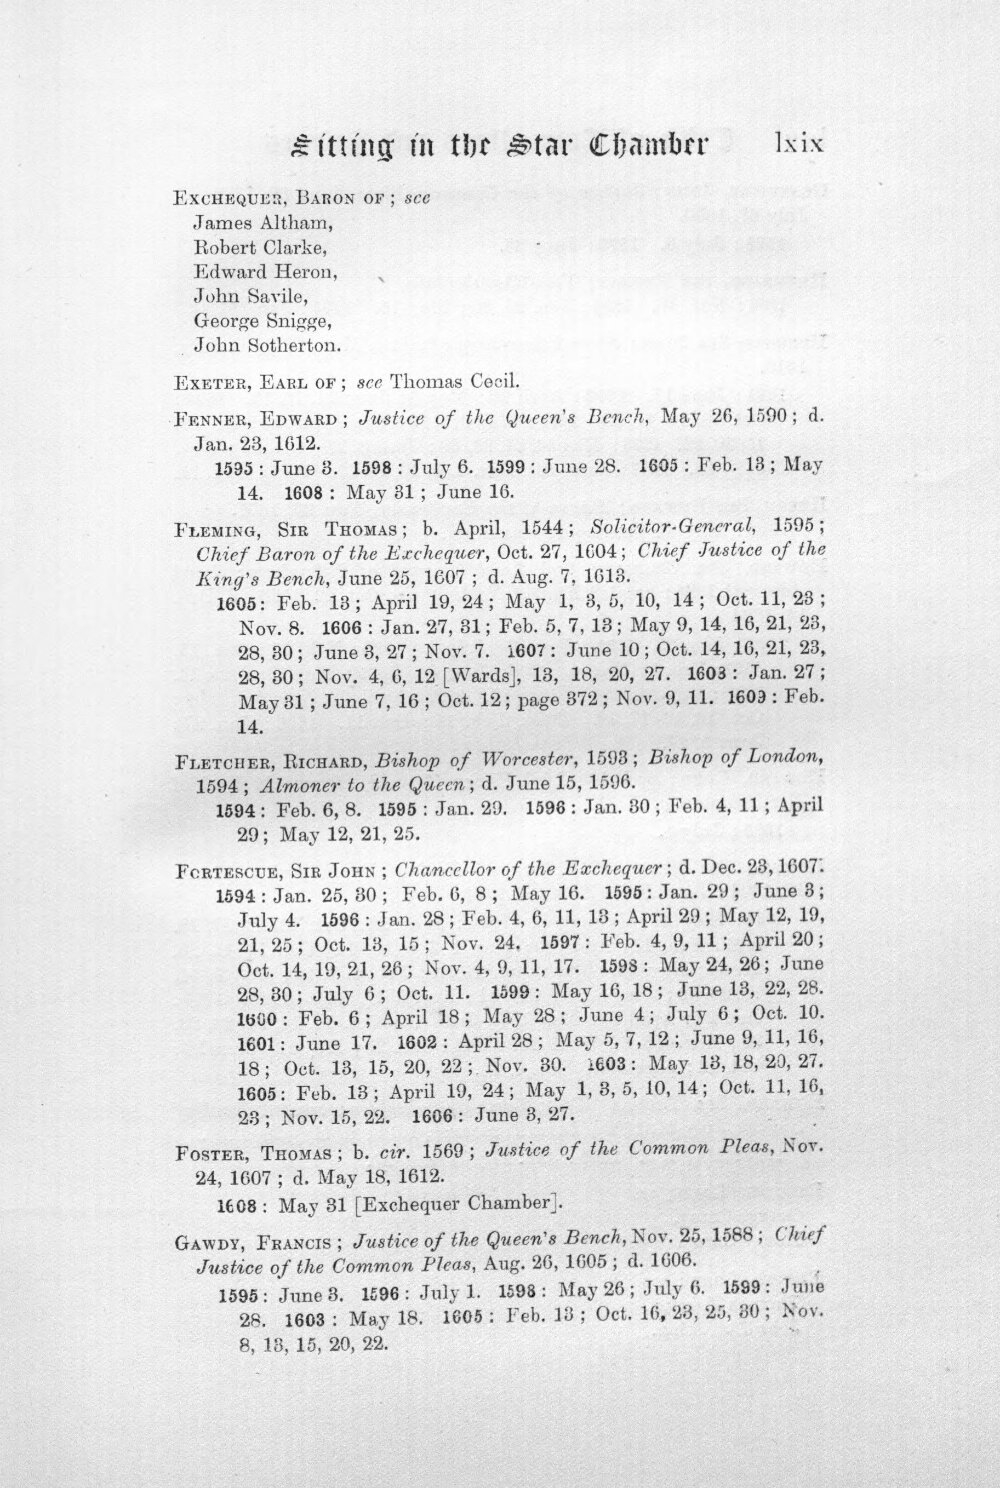 Sitting in the Star Chamber lxix
EXCHEQUER, BARON OF; see
James Altham,
Robert Clarke,
Edward Heron,
John Savile,
George Snigge,
John Sotherton.
EXETER, EARL OF; see Thomas Cecil.
FENNER, EDWARD; Justice of the Queen's Bench, May 26, 1590; d.
Jan. 23, 1612.
1595: June 3. 1598: July 6. 1599: June 28. 1605: Feb. 13; May
14. 1608: May 31; June 16.
FLEMING, SIR THOMAS; b. April, 1544; Solicitor-General, 1595;
Chief Baron of the Exchequer, Oct. 27, 1604; Chief Justice of the
King's Bench, June 25, 1607; d. Aug. 7, 1613.
1605: Feb. 13; April 19, 24; May 1, 3, 5, 10, 14; Oct. 11, 23;
Nov. 8. 1606: Jan. 27, 31; Feb. 5, 7, 13; May 9, 14, 16, 21, 23,
28, 30; June 3, 27; Nov. 7. 1607: June 10; Oct. 14, 16, 21, 23,
28, 30; Nov. 4, 6, 12 [Wards], 13, 18, 20, 27. 1608: Jan. 27;
May 31; June 7, 16; Oct. 12; page 372; Nov. 9, 11. 1609: Feb.
14.
FLETCHER, RICHARD, Bishop of Worcester, 1593; Bishop of London,
1594; Almoner to the Queen; d. June 15, 1596.
1594: Feb. 6, 8. 1595: Jan. 29. 1596: Jan. 30; Feb. 4, 11; April
29; May 12, 21, 25.
FORTESCUE, SIR JOHN; Chancellor of the Exchequer; d. Dec. 23, 1607.
1594: Jan. 25, 30; Feb. 6, 8; May 16. 1595: Jan. 29; June 3;
July 4. 1596: Jan. 28; Feb. 4, 6, 11, 13; April 29; May 12, 19,
21, 25; Oct. 13, 15; Nov. 24. 1597: Feb. 4, 9, 11; April 20;
Oct. 14, 19, 21, 26; Nov. 4, 9, 11, 17. 1598: May 24, 26; June
28, 30; July 6; Oct. 11. 1599: May 16, 18; June 13, 22, 28.
1600: Feb. 6; April 18; May 28; June 4; July 6; Oct. 10.
1601: June 17. 1602: April 28; May 5, 7, 12; June 9, 11, 16,
18; Oct. 13, 15, 20, 22; Nov. 30. 1603: May 13, 18, 20, 27.
1605: Feb. 13; April 19, 24; May 1, 3, 5, 10, 14; Oct. 11, 16,
23; Nov. 15, 22. 1606: June 3, 27.
FOSTER, THOMAS; b. cir. 1569; Justice of the Common Pleas, Nov.
24, 1607; d. May 18, 1612.
1608: May 31 [Exchequer Chamber].
GAWDY, FRANCIS; Justice of the Queen's Bench, Nov. 25, 1588; Chief
Justice of the Common Pleas, Aug. 26, 1605; d. 1606.
1595: June 3. 1596: July 1. 1598: May 26; July 6. 1599: June
28. 1603: May 18. 1605: Feb. 13; Oct. 16, 23, 25, 30; Nov.
8, 13, 15, 20, 22.